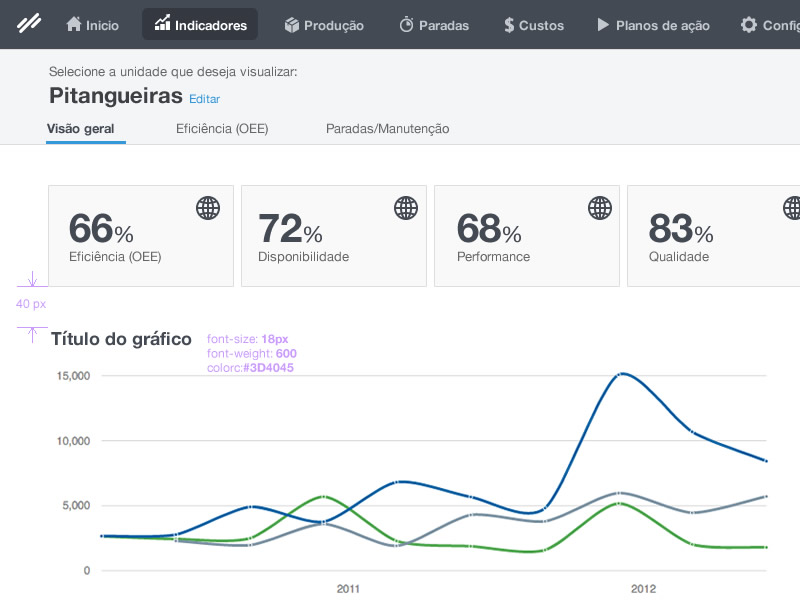 Inicio Indicadores Produção Paradas Custos Planos de ação Config
Selecione a unidade que deseja visualizar:
Pitangueiras Editar
Visão geral Eficiência (OEE) Paradas/Manutenção
66% 72% 68% 83%
Eficiência (OEE) Disponibilidade Performance Qualidade
40 px
Título do gráfico
font-size: 18px
font-weight: 600
colorc:#3D4045
15,000
10,000
5,000
0
2011 2012